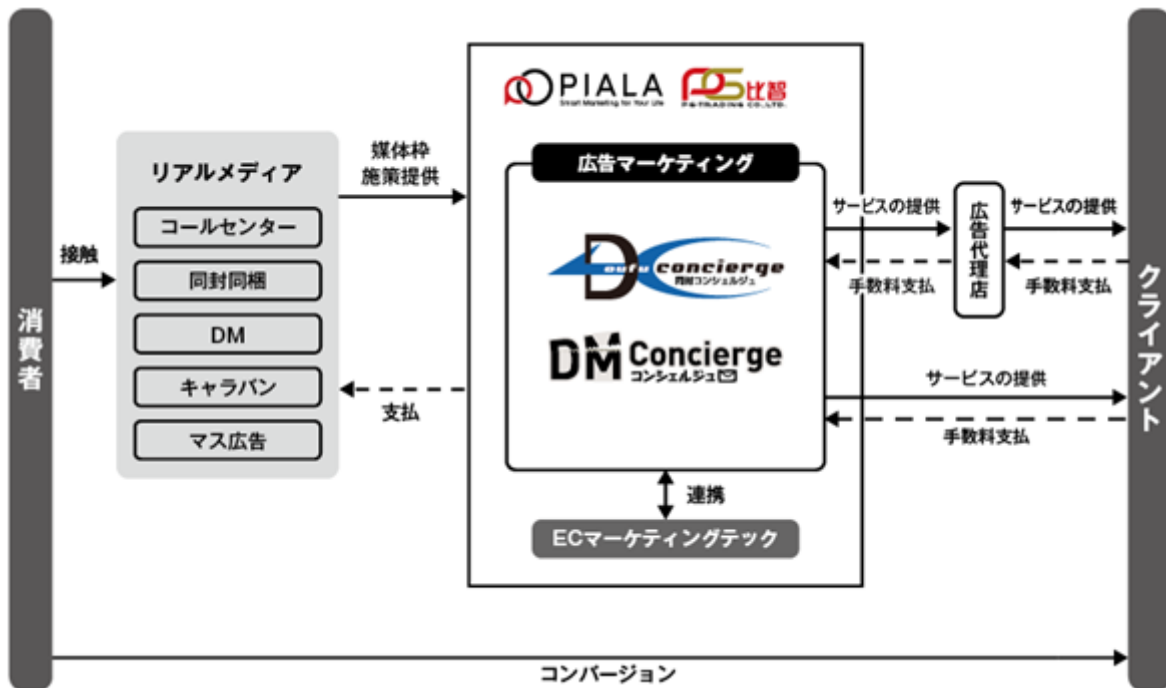 消費者
接触
リアルメディア
コールセンター
同封同梱
DM
キャラバン
マス広告
媒体枠
施策提供
支払
PIALA
Smart Marketing for Your Life
PS比智
P&TRADING CO.,LTD.
広告マーケティング
Doufu concierge
同封コンシェルジュ
DM Concierge
コンシェルジュ
連携
ECマーケティングテック
サービスの提供
手数料支払
広告代理店
サービスの提供
手数料支払
サービスの提供
手数料支払
クライアント
コンバージョン